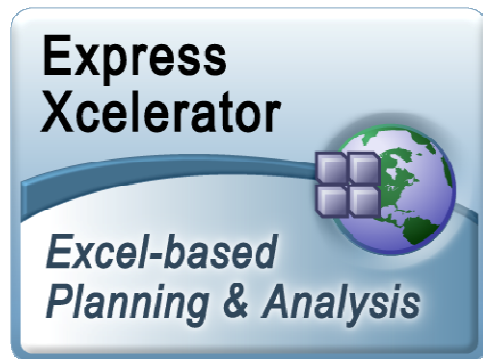 Express
Xcelerator
Excel-based
Planning & Analysis